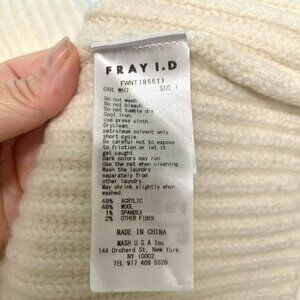 FRAY I.D
FWNT185511
COL WHT SIZE F
Do not wash
Do not bleach
Do not tumble dry
Cool iron,
use press cloth
Dryclean,
petroleum solvent only
short cycle
Be careful not to expose
to friction or let it
get caught
Dark colors may run.
Use the net when cleaning
Wash the laundry
separately from
other laundry
May shrink slightly when
washed.
49% ACRYLIC
48% WOOL
1% SPANDEX
2% OTHER FIBER
MADE IN CHINA
MASH U.S.A Inc
144 Orchard St, New York
NY 10002
TEL 917 409 5520